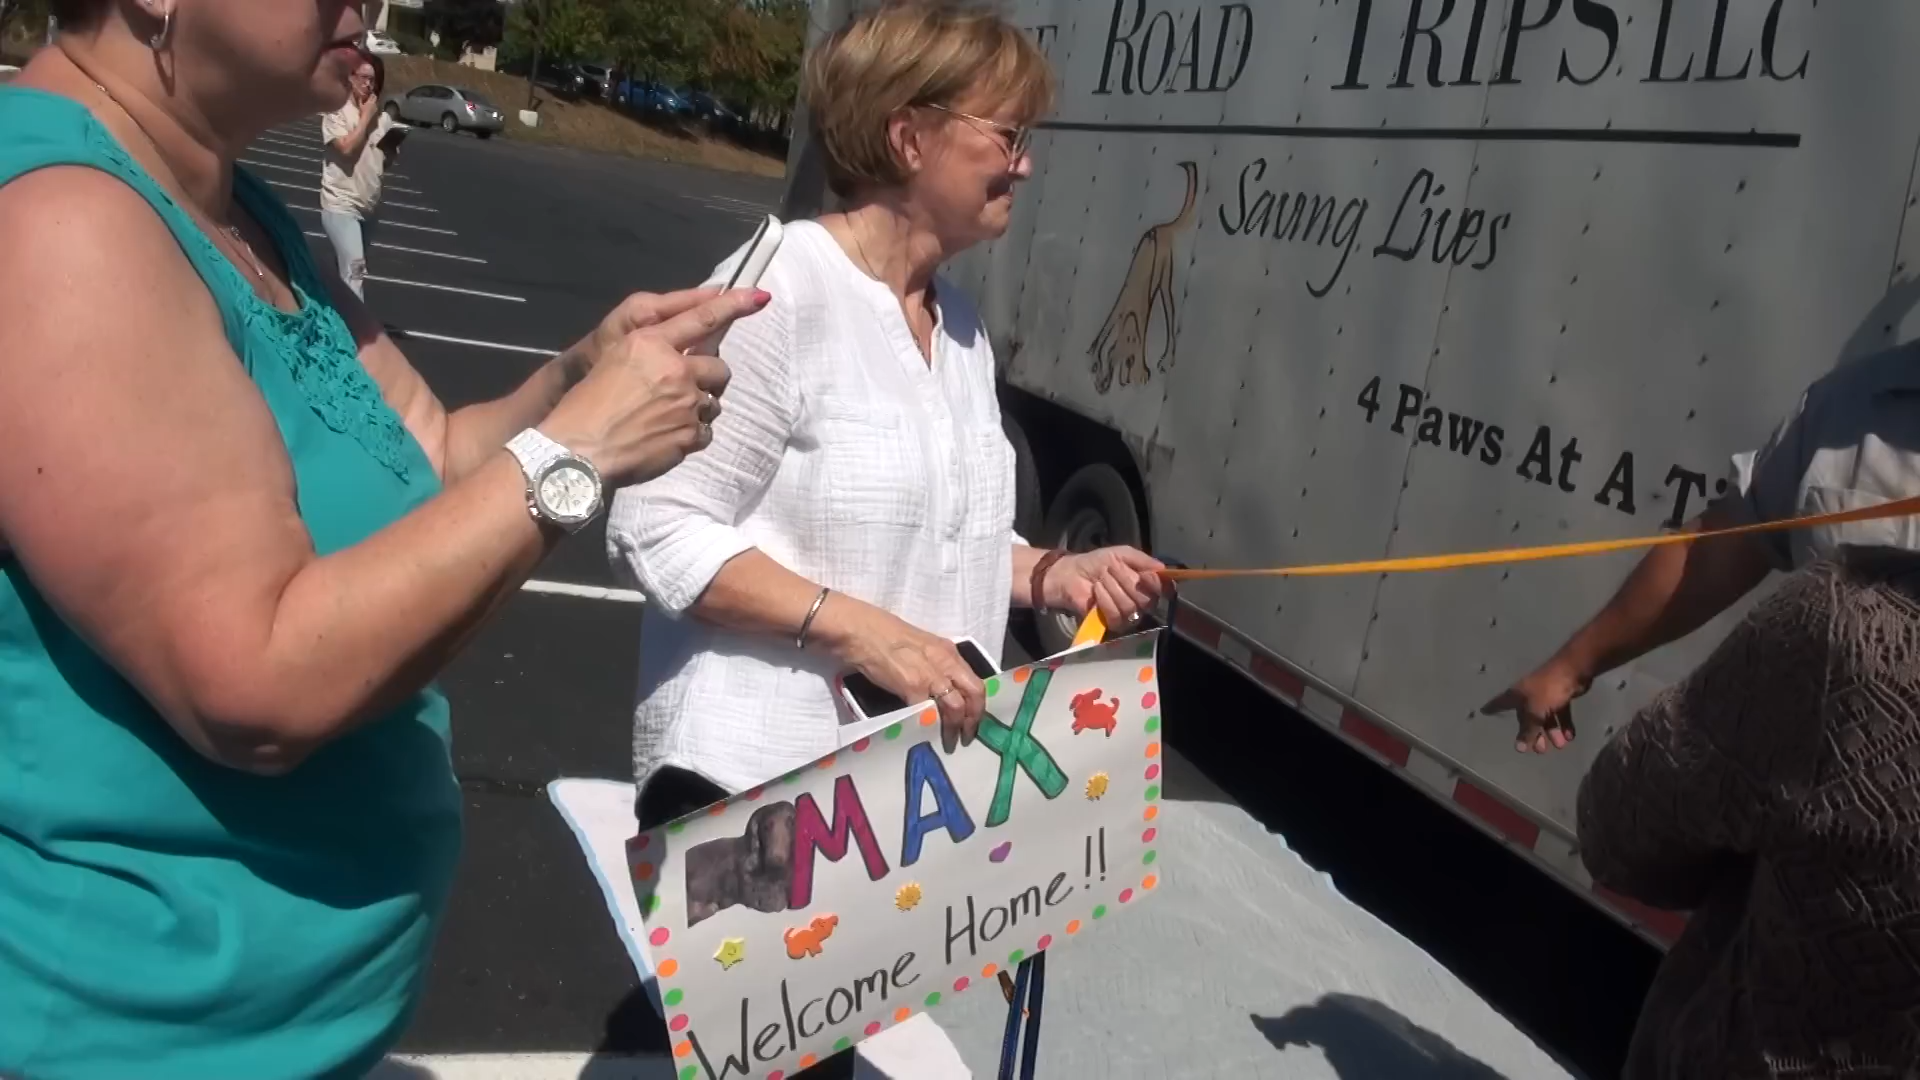 ROAD TRIPS LLC
Saving Lives
4 Paws At A
MAX
Welcome Home!!